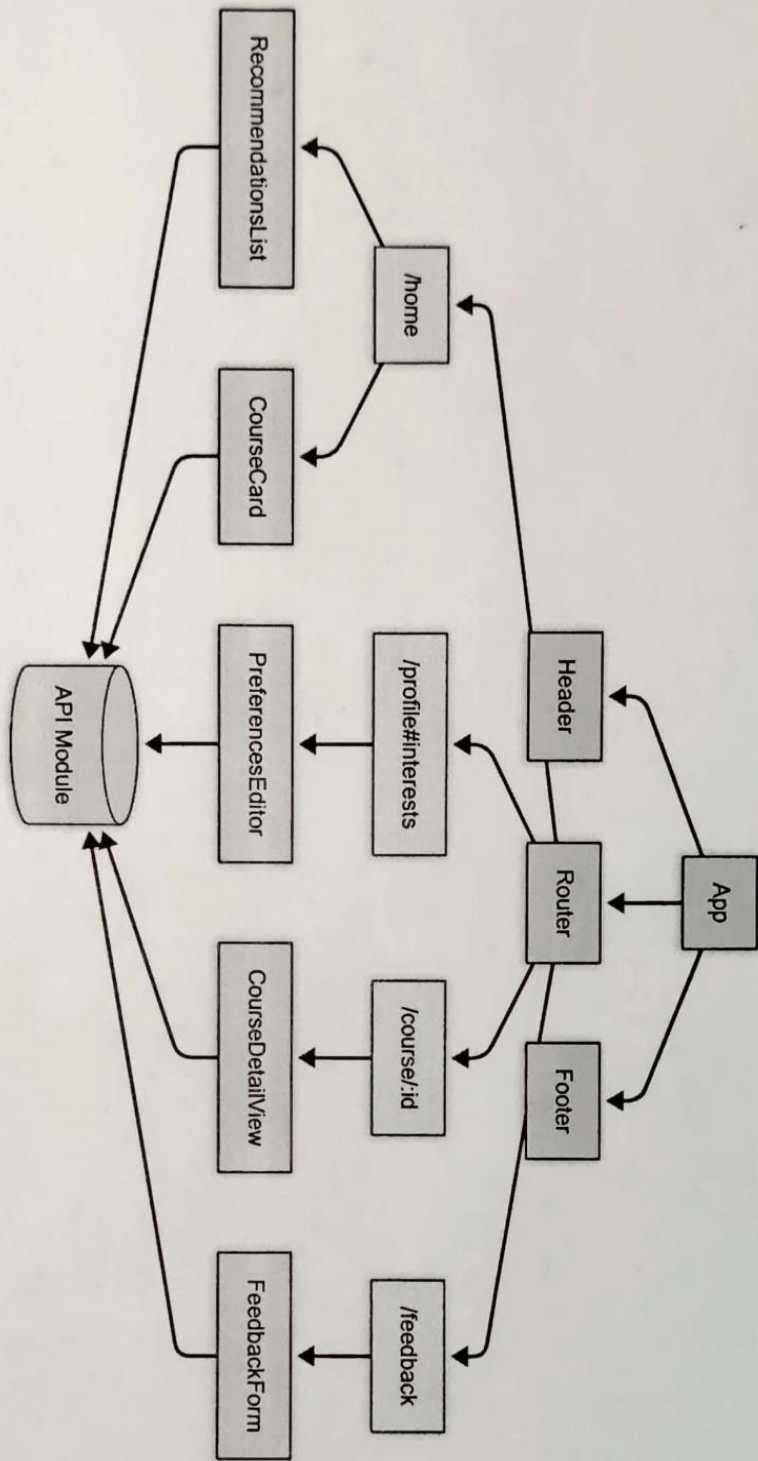 App
Header
Router
Footer
/home
/profile#interests
/course/:id
/feedback
RecommendationsList
CourseCard
PreferencesEditor
CourseDetailView
FeedbackForm
API Module